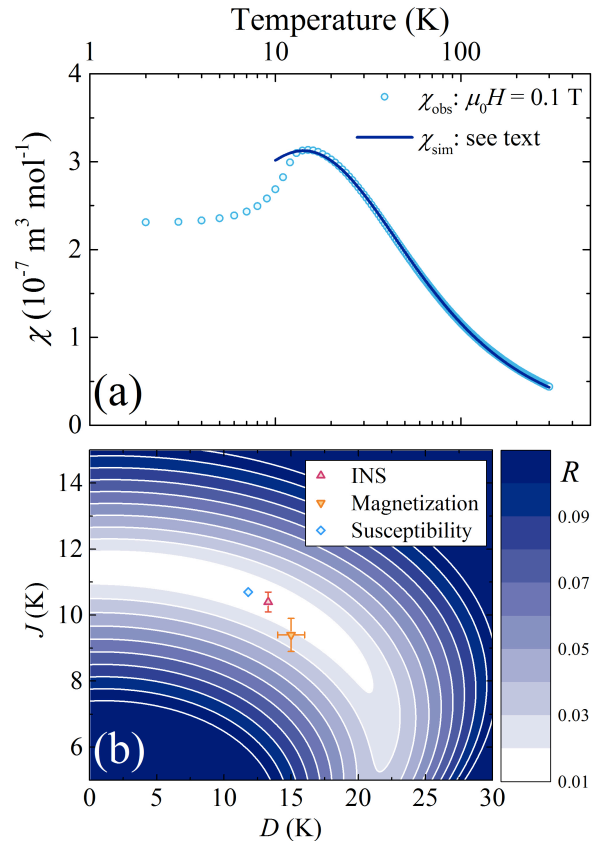 Temperature (K)
1 10 100
4
3
2
1
0
χ (10⁻⁷ m³ mol⁻¹)
χobs: μ₀H = 0.1 T
χsim: see text
(a)
14
12
10
8
6
J (K)
INS
Magnetization
Susceptibility
(b)
0 5 10 15 20 25 30
D (K)
R
0.09
0.07
0.05
0.03
0.01